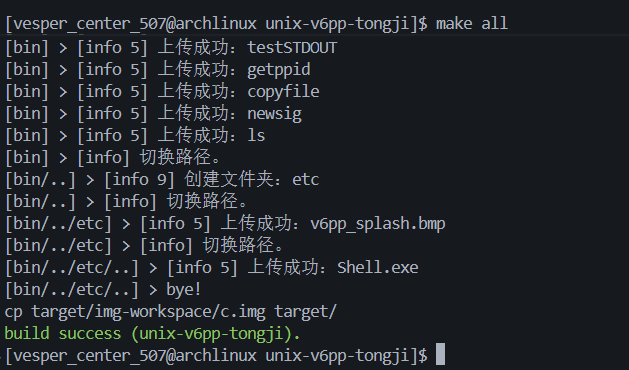 [vesper_center_507@archlinux unix-v6pp-tongji]$ make all
[bin] > [info 5] 上传成功: testSTDOUT
[bin] > [info 5] 上传成功: getppid
[bin] > [info 5] 上传成功: copyfile
[bin] > [info 5] 上传成功: newsig
[bin] > [info 5] 上传成功: ls
[bin] > [info] 切换路径。
[bin/..] > [info 9] 创建文件夹: etc
[bin/..] > [info] 切换路径。
[bin/../etc] > [info 5] 上传成功: v6pp_splash.bmp
[bin/../etc] > [info] 切换路径。
[bin/../etc/..] > [info 5] 上传成功: Shell.exe
[bin/../etc/..] > bye!
cp target/img-workspace/c.img target/
build success (unix-v6pp-tongji).
[vesper_center_507@archlinux unix-v6pp-tongji]$